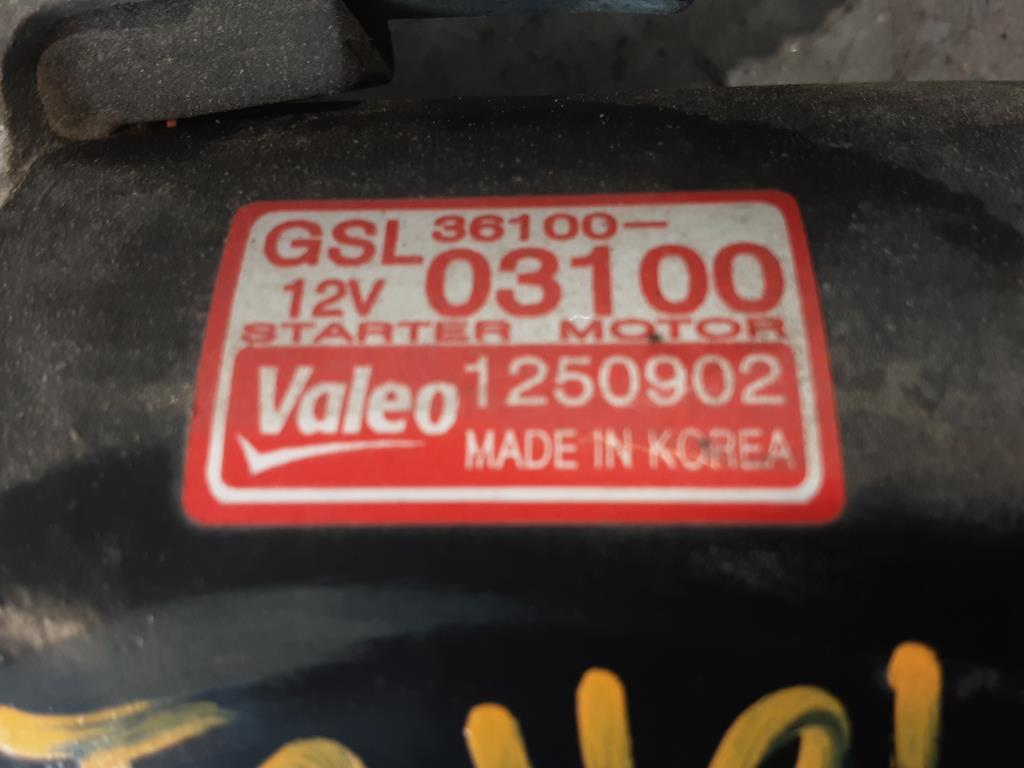 GSL 36100-
12V 03100
STARTER MOTOR
Valeo 1250902
MADE IN KOREA